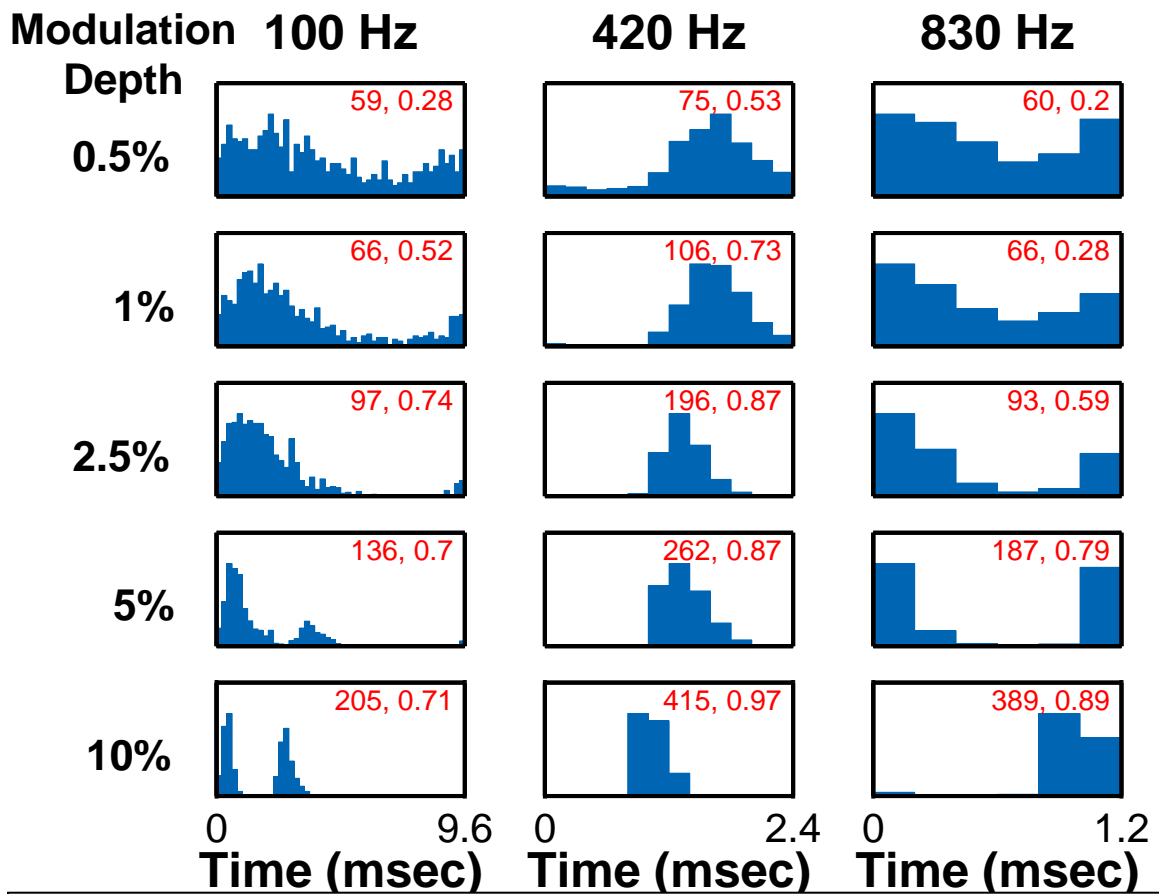 Modulation 100 Hz 420 Hz 830 Hz
Depth
59, 0.28 75, 0.53 60, 0.2
0.5%
66, 0.52 106, 0.73 66, 0.28
1%
97, 0.74 196, 0.87 93, 0.59
2.5%
136, 0.7 262, 0.87 187, 0.79
5%
205, 0.71 415, 0.97 389, 0.89
10%
0 9.6 0 2.4 0 1.2
Time (msec) Time (msec) Time (msec)